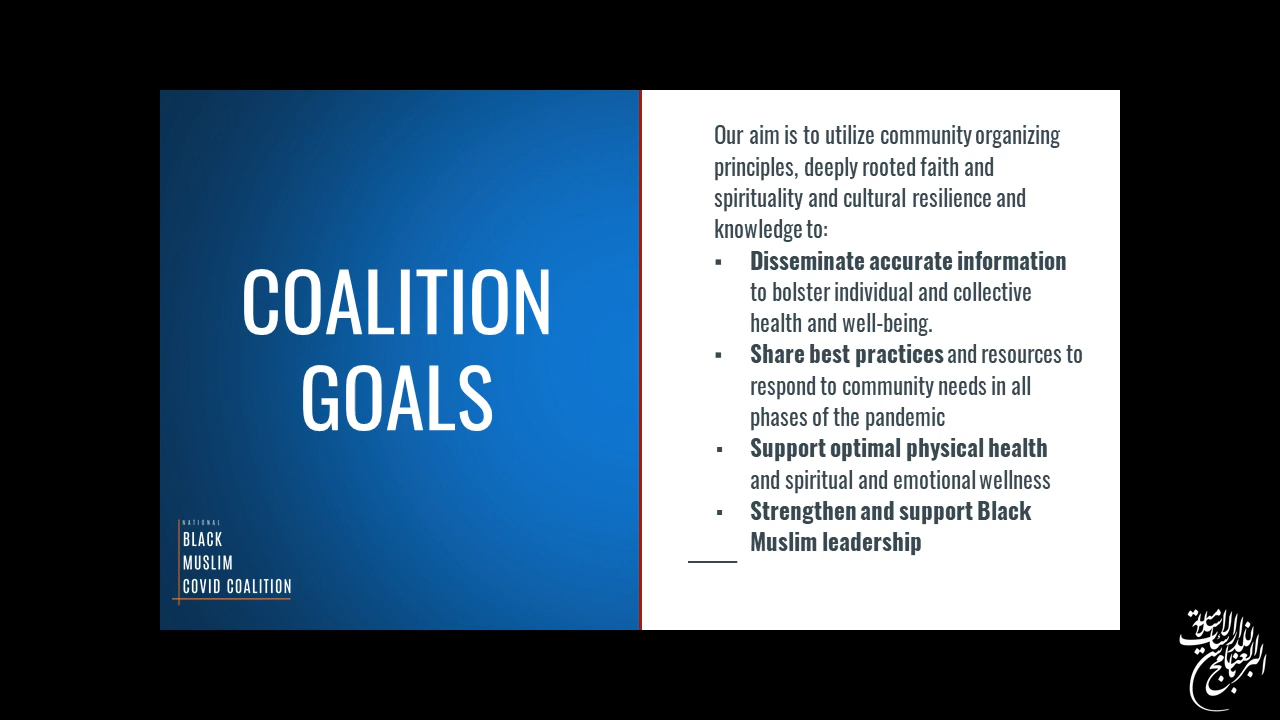 COALITION
GOALS
NATIONAL
BLACK
MUSLIM
COVID COALITION
Our aim is to utilize community organizing
principles, deeply rooted faith and
spirituality and cultural resilience and
knowledge to:
▪ Disseminate accurate information
to bolster individual and collective
health and well-being.
▪ Share best practices and resources to
respond to community needs in all
phases of the pandemic
▪ Support optimal physical health
and spiritual and emotional wellness
▪ Strengthen and support Black
Muslim leadership